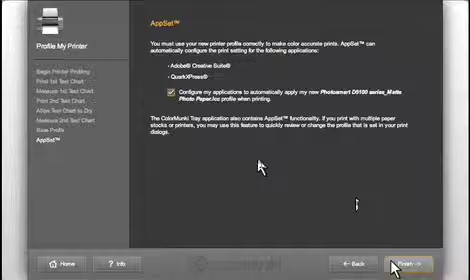 AppSet™
Profile My Printer
You must use your new printer profile correctly to make color accurate prints. AppSet™ can
automatically configure the print setting for the following applications:
• Adobe® Creative Suite®
• QuarkXPress®
Configure my applications to automatically apply my new Photosmart D5100 series_Matte
Photo Paper.icc profile when printing.
The ColorMunki Tray application also contains AppSet™ functionality. If you print with multiple paper
stocks or printers, you may use this feature to quickly review or change the profile that is set in your print
dialogs.
Begin Printer Profiling
Print 1st Test Chart
Measure 1st Test Chart
Print 2nd Test Chart
Allow Test Chart to Dry
Measure 2nd Test Chart
Save Profile
AppSet™
Home
? Info
Back
Finish